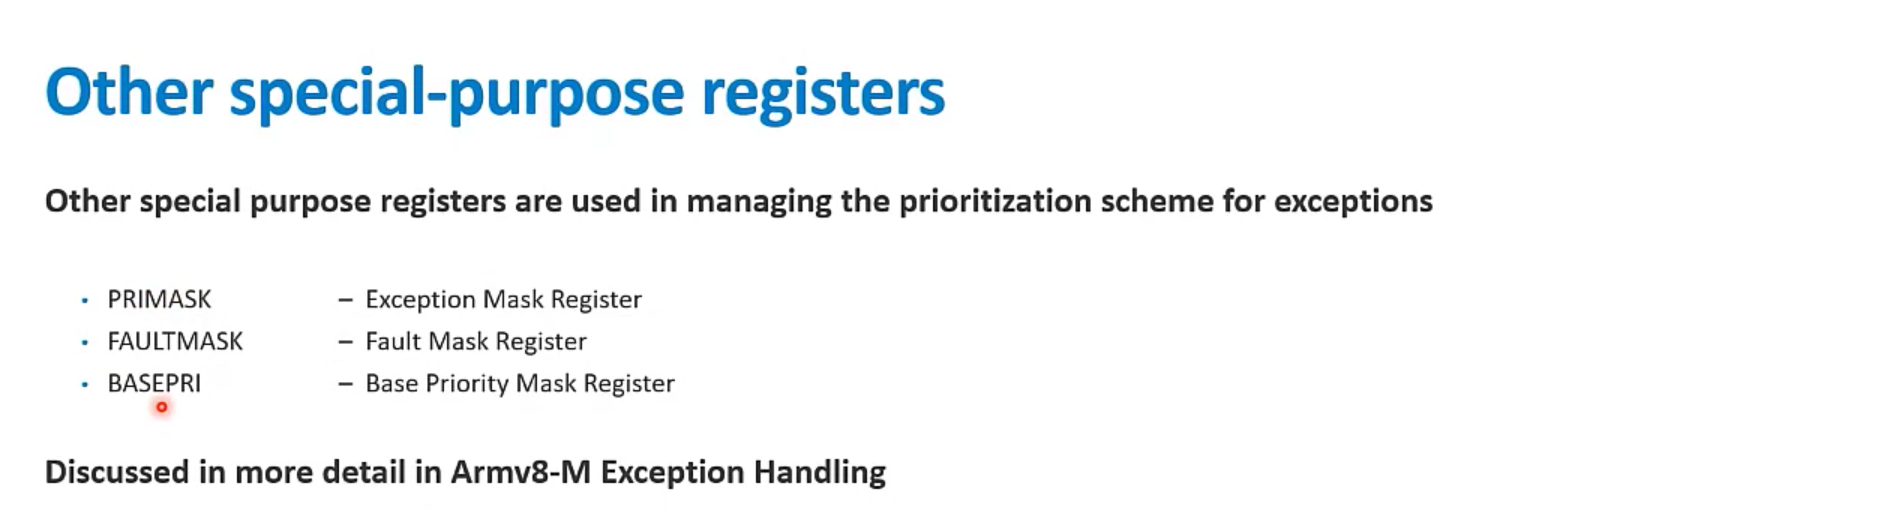 Other special-purpose registers
Other special purpose registers are used in managing the prioritization scheme for exceptions
• PRIMASK – Exception Mask Register
• FAULTMASK – Fault Mask Register
• BASEPRI – Base Priority Mask Register
Discussed in more detail in Armv8-M Exception Handling